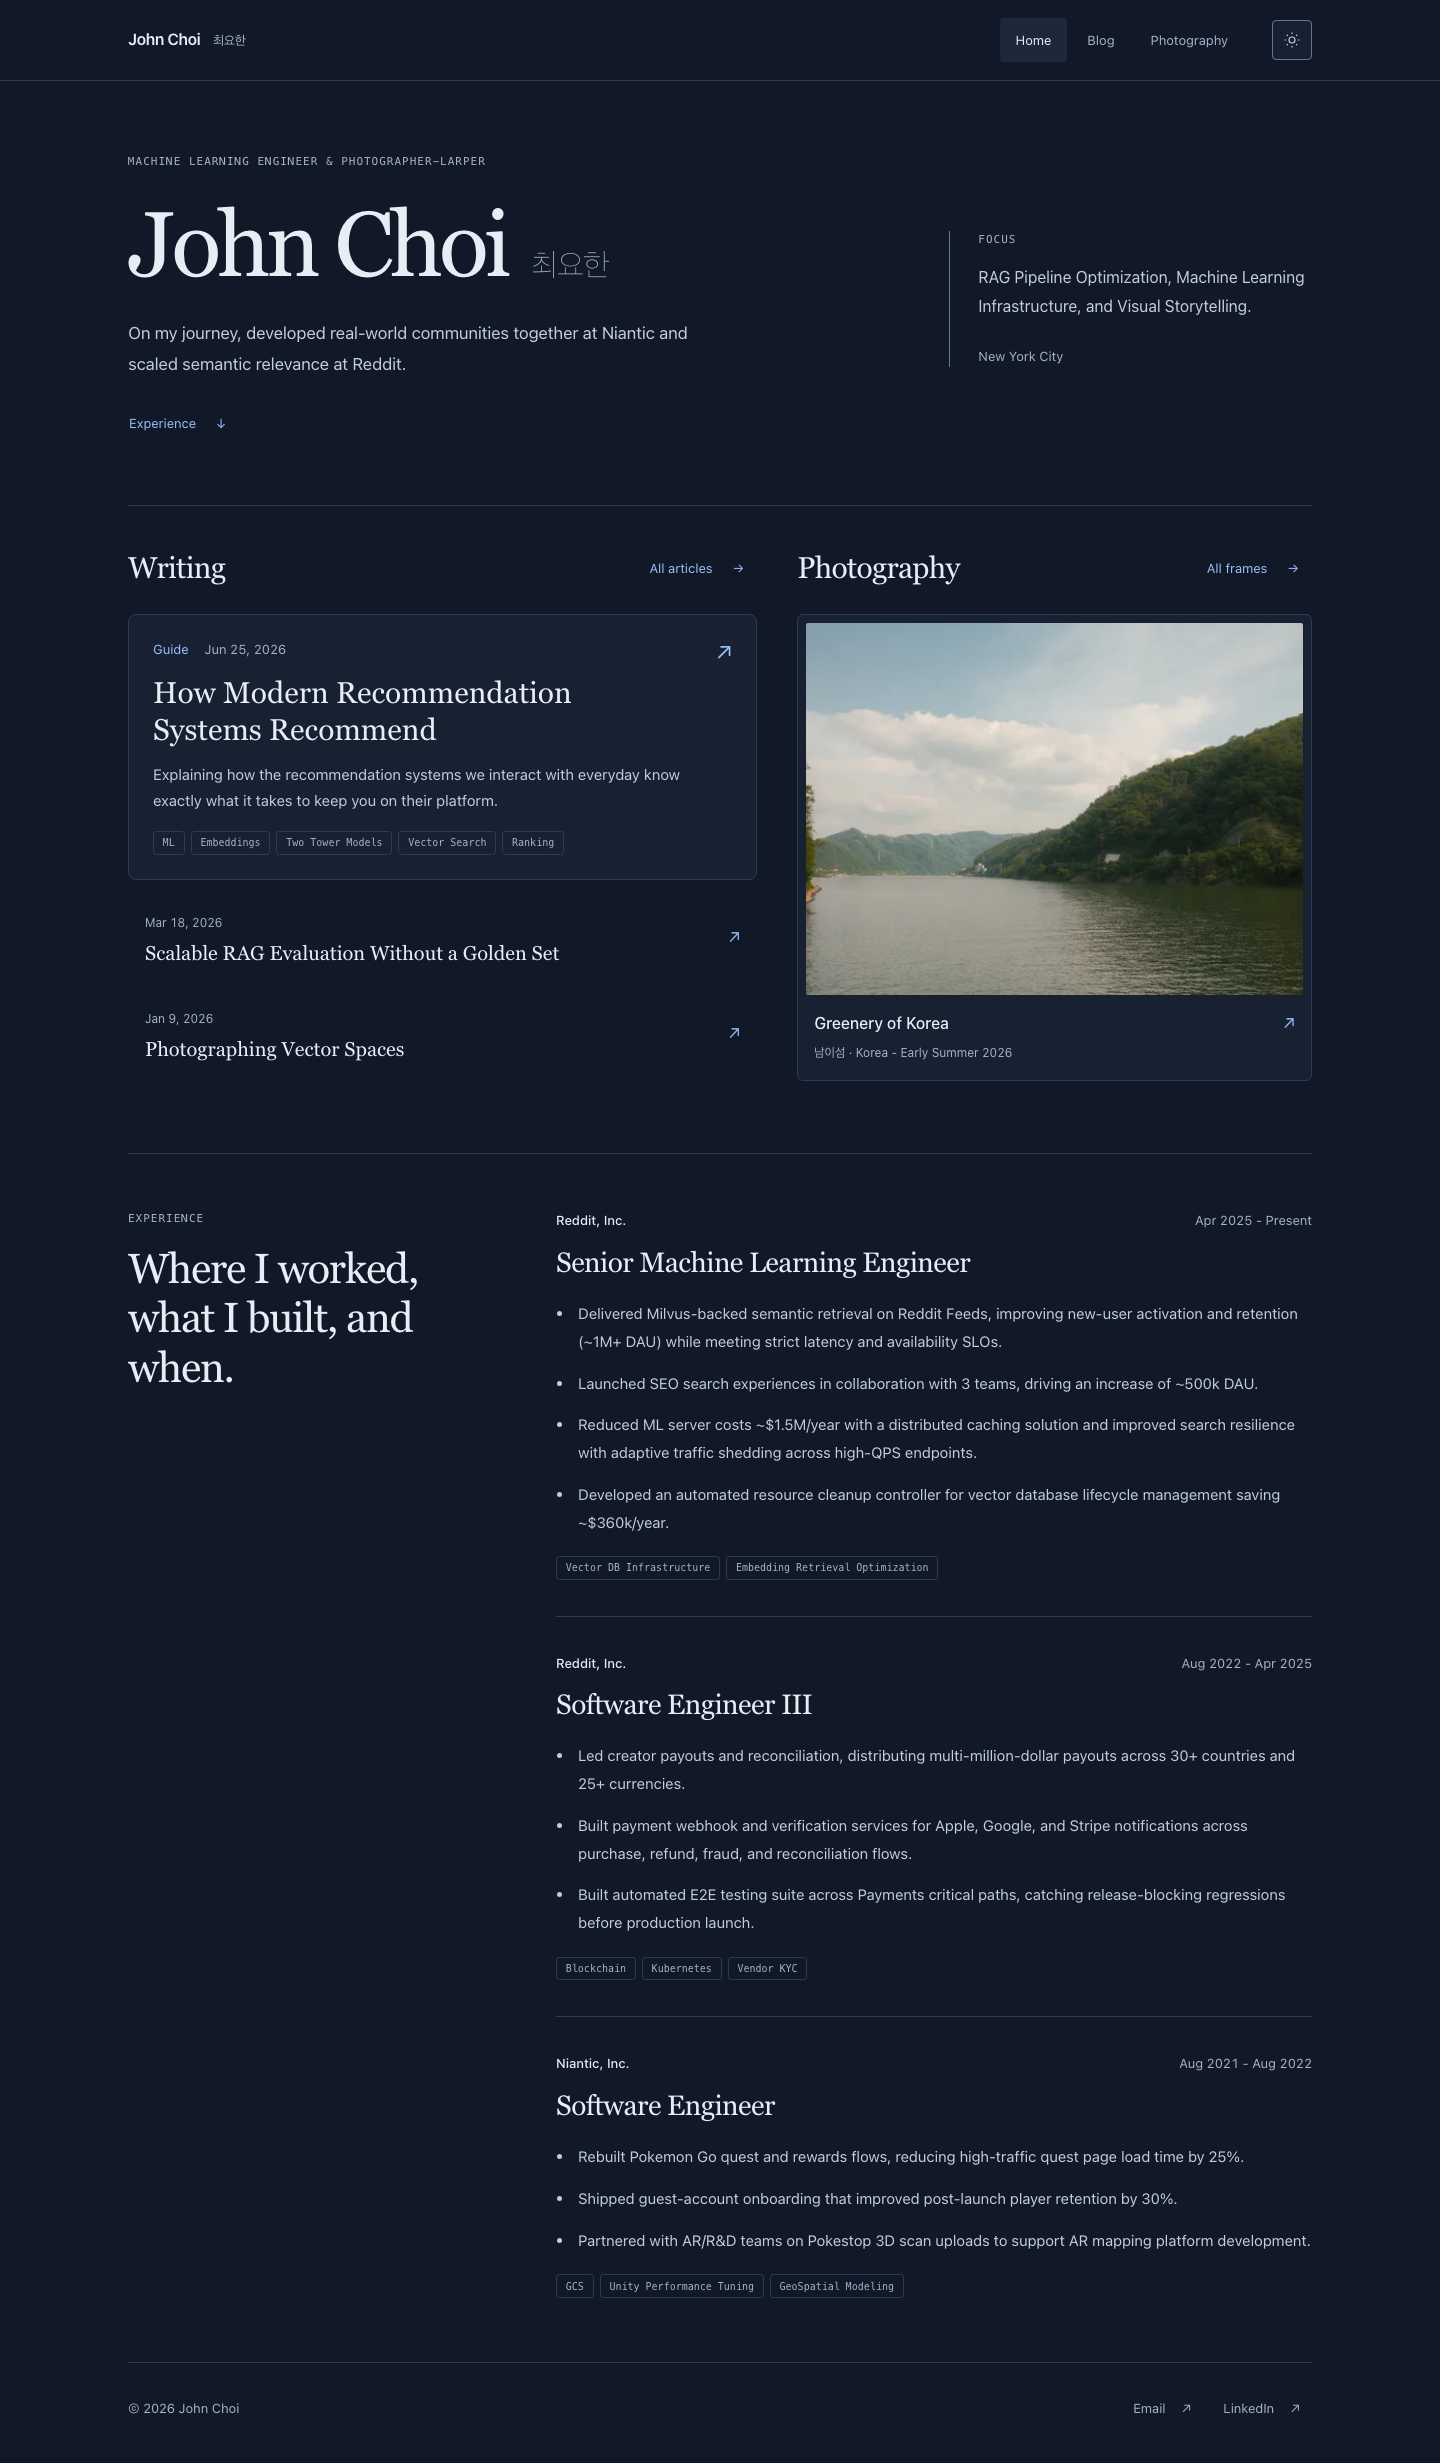 John Choi 최요한
Home Blog Photography
MACHINE LEARNING ENGINEER & PHOTOGRAPHER-LARPER
John Choi 최요한
On my journey, developed real-world communities together at Niantic and
scaled semantic relevance at Reddit.
Experience ↓
FOCUS
RAG Pipeline Optimization, Machine Learning
Infrastructure, and Visual Storytelling.
New York City
Writing
All articles →
Guide Jun 25, 2026 ↗
How Modern Recommendation
Systems Recommend
Explaining how the recommendation systems we interact with everyday know
exactly what it takes to keep you on their platform.
ML Embeddings Two Tower Models Vector Search Ranking
Mar 18, 2026
Scalable RAG Evaluation Without a Golden Set ↗
Jan 9, 2026
Photographing Vector Spaces ↗
Photography
All frames →
Greenery of Korea ↗
남이섬 · Korea - Early Summer 2026
EXPERIENCE
Where I worked,
what I built, and
when.
Reddit, Inc. Apr 2025 - Present
Senior Machine Learning Engineer
• Delivered Milvus-backed semantic retrieval on Reddit Feeds, improving new-user activation and retention
(~1M+ DAU) while meeting strict latency and availability SLOs.
• Launched SEO search experiences in collaboration with 3 teams, driving an increase of ~500k DAU.
• Reduced ML server costs ~$1.5M/year with a distributed caching solution and improved search resilience
with adaptive traffic shedding across high-QPS endpoints.
• Developed an automated resource cleanup controller for vector database lifecycle management saving
~$360k/year.
Vector DB Infrastructure Embedding Retrieval Optimization
Reddit, Inc. Aug 2022 - Apr 2025
Software Engineer III
• Led creator payouts and reconciliation, distributing multi-million-dollar payouts across 30+ countries and
25+ currencies.
• Built payment webhook and verification services for Apple, Google, and Stripe notifications across
purchase, refund, fraud, and reconciliation flows.
• Built automated E2E testing suite across Payments critical paths, catching release-blocking regressions
before production launch.
Blockchain Kubernetes Vendor KYC
Niantic, Inc. Aug 2021 - Aug 2022
Software Engineer
• Rebuilt Pokemon Go quest and rewards flows, reducing high-traffic quest page load time by 25%.
• Shipped guest-account onboarding that improved post-launch player retention by 30%.
• Partnered with AR/R&D teams on Pokestop 3D scan uploads to support AR mapping platform development.
GCS Unity Performance Tuning GeoSpatial Modeling
© 2026 John Choi
Email ↗ LinkedIn ↗